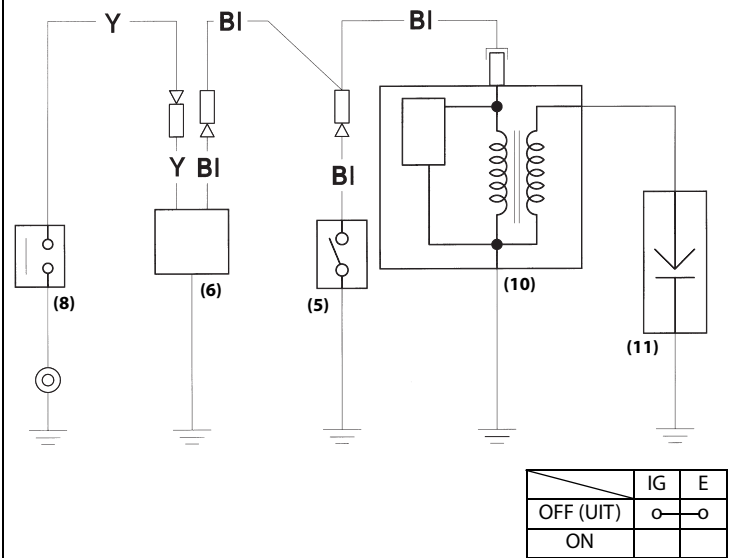 Y Bl Bl
Y Bl
Bl
(8) (6) (5) (10)
(11)
IG E
OFF (UIT)
ON